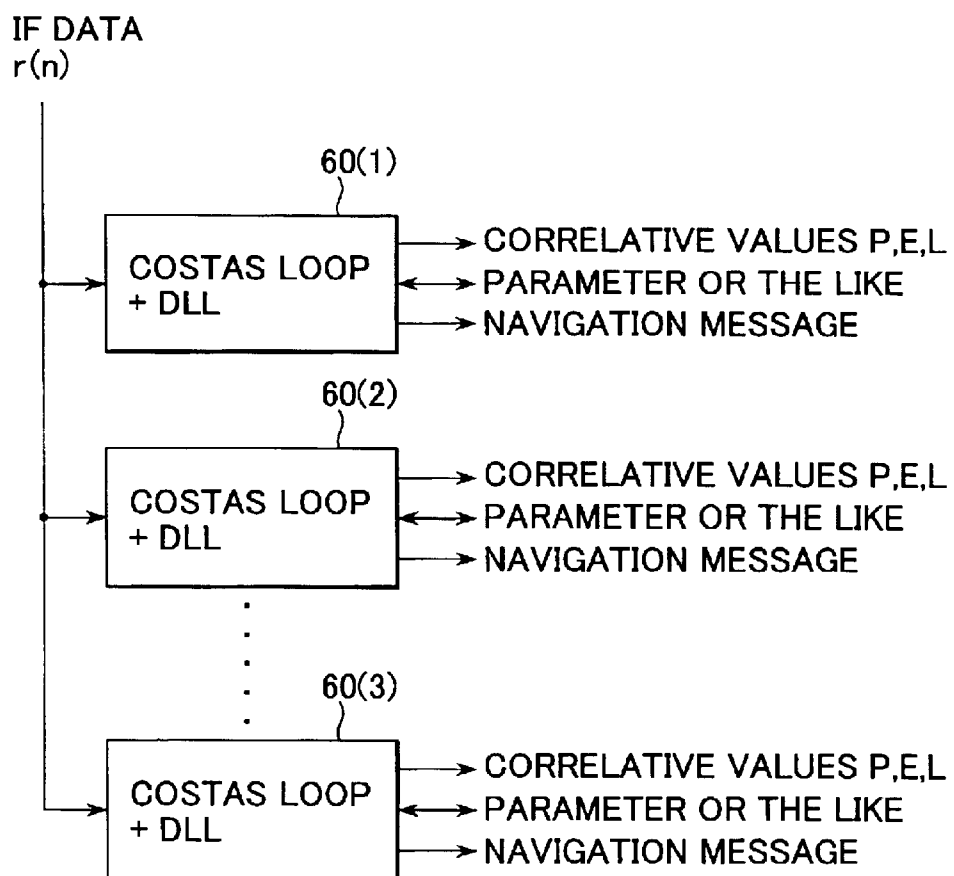 IF DATA
r(n)
60(1)
COSTAS LOOP
+ DLL
CORRELATIVE VALUES P,E,L
PARAMETER OR THE LIKE
NAVIGATION MESSAGE
60(2)
COSTAS LOOP
+ DLL
CORRELATIVE VALUES P,E,L
PARAMETER OR THE LIKE
NAVIGATION MESSAGE
60(3)
COSTAS LOOP
+ DLL
CORRELATIVE VALUES P,E,L
PARAMETER OR THE LIKE
NAVIGATION MESSAGE